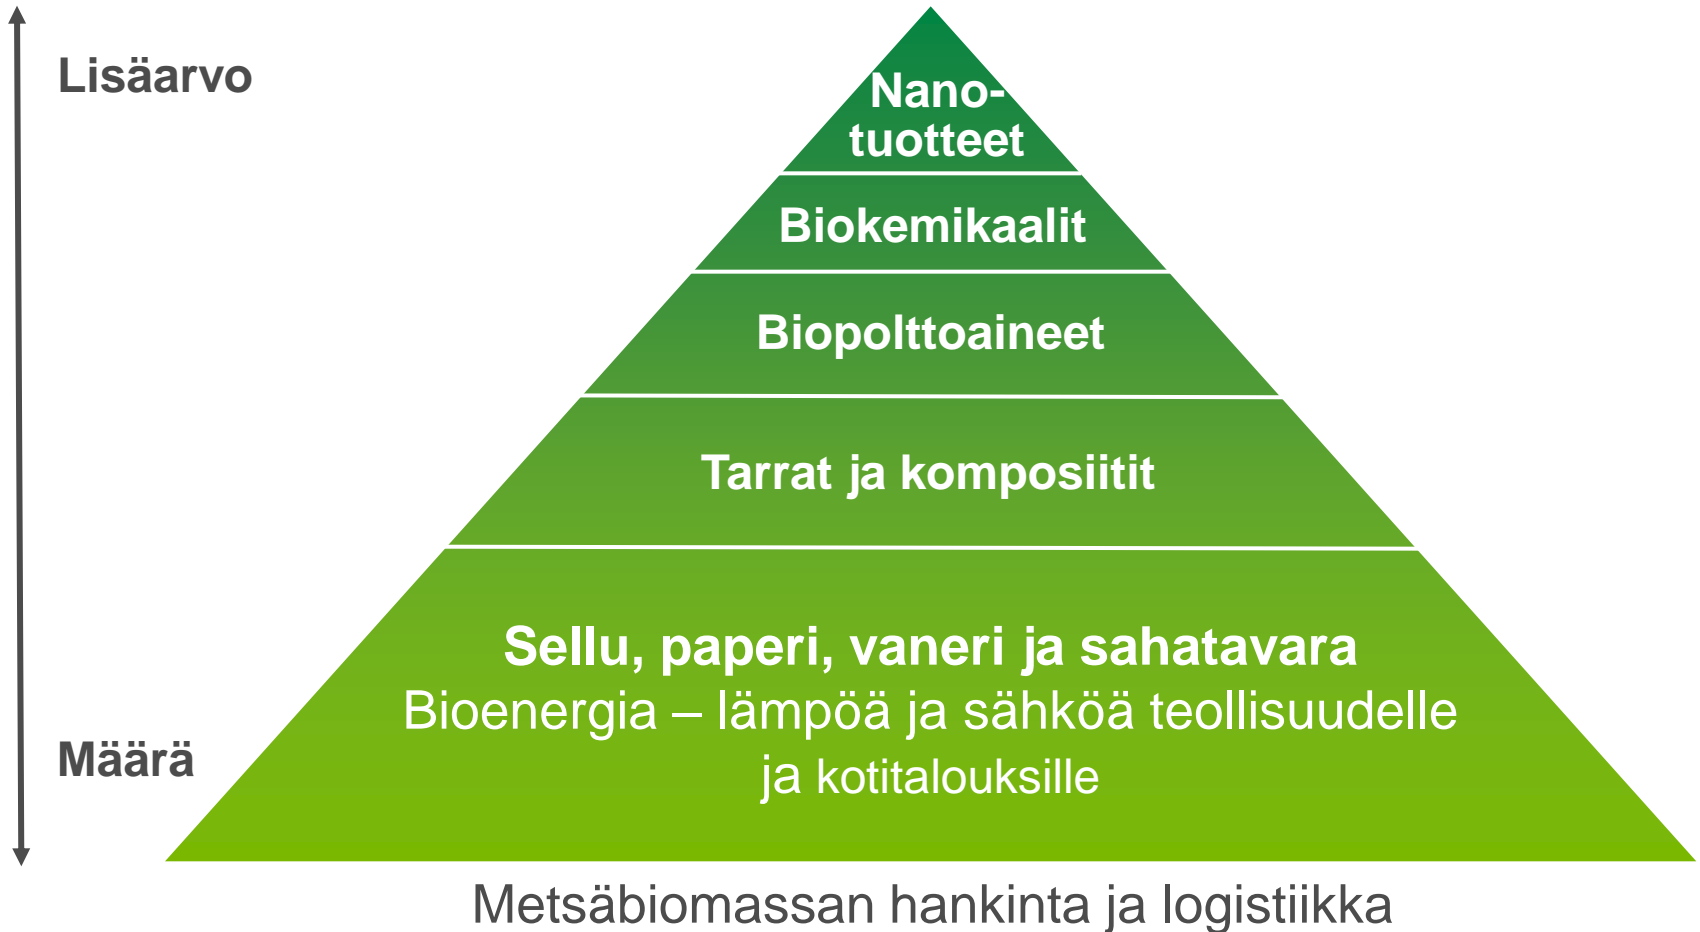 Lisäarvo
Nano-
tuotteet
Biokemikaalit
Biopolttoaineet
Tarrat ja komposiitit
Sellu, paperi, vaneri ja sahatavara
Bioenergia – lämpöä ja sähköä teollisuudelle
ja kotitalouksille
Määrä
Metsäbiomassan hankinta ja logistiikka